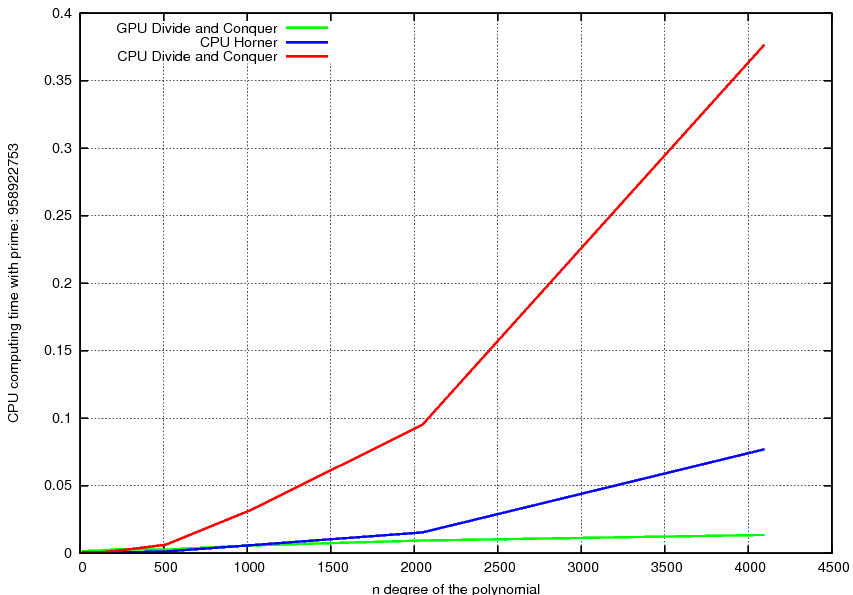 0.4
0.35
0.3
0.25
0.2
0.15
0.1
0.05
0
GPU Divide and Conquer
CPU Horner
CPU Divide and Conquer
CPU computing time with prime: 958922753
0 500 1000 1500 2000 2500 3000 3500 4000 4500
n degree of the polynomial